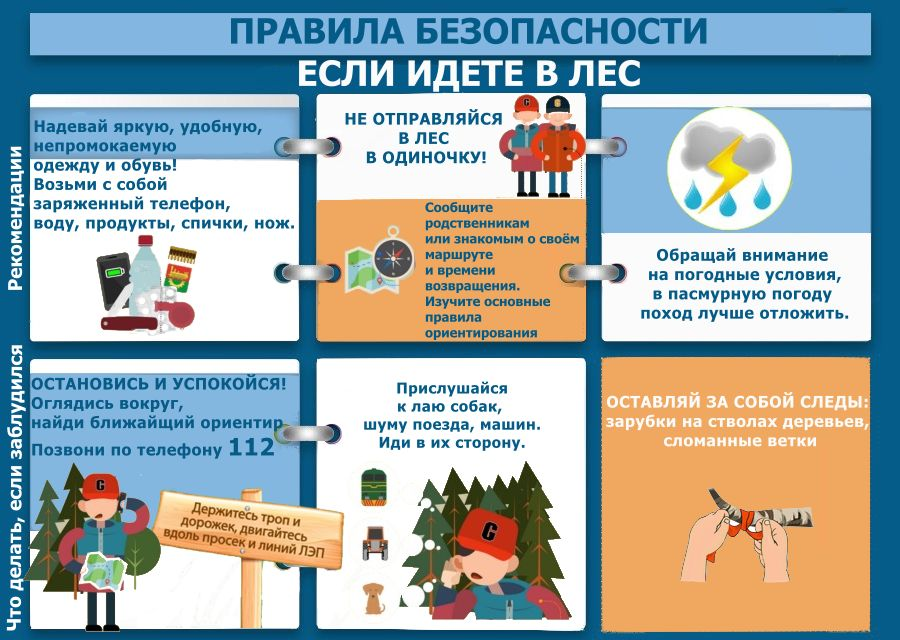 ПРАВИЛА БЕЗОПАСНОСТИ
ЕСЛИ ИДЕТЕ В ЛЕС
Рекомендации
Надевай яркую, удобную,
непромокаемую
одежду и обувь!
Возьми с собой
заряженный телефон,
воду, продукты, спички, нож.
НЕ ОТПРАВЛЯЙСЯ
В ЛЕС
В ОДИНОЧКУ!
G
S
Сообщите
родственникам
или знакомым о своём
маршруте
и времени
возвращения.
Изучите основные
правила
ориентирования
Обращай внимание
на погодные условия,
в пасмурную погоду
поход лучше отложить.
Что делать, если заблудился
ОСТАНОВИСЬ И УСПОКОЙСЯ!
Оглядись вокруг,
найди ближайщий ориентир
Позвони по телефону 112
G
Держитесь троп и
дорожек, двигайтесь
вдоль просек и линий ЛЭП
Прислушайся
к лаю собак,
шуму поезда, машин.
Иди в их сторону.
G
ОСТАВЛЯЙ ЗА СОБОЙ СЛЕДЫ:
зарубки на стволах деревьев,
сломанные ветки